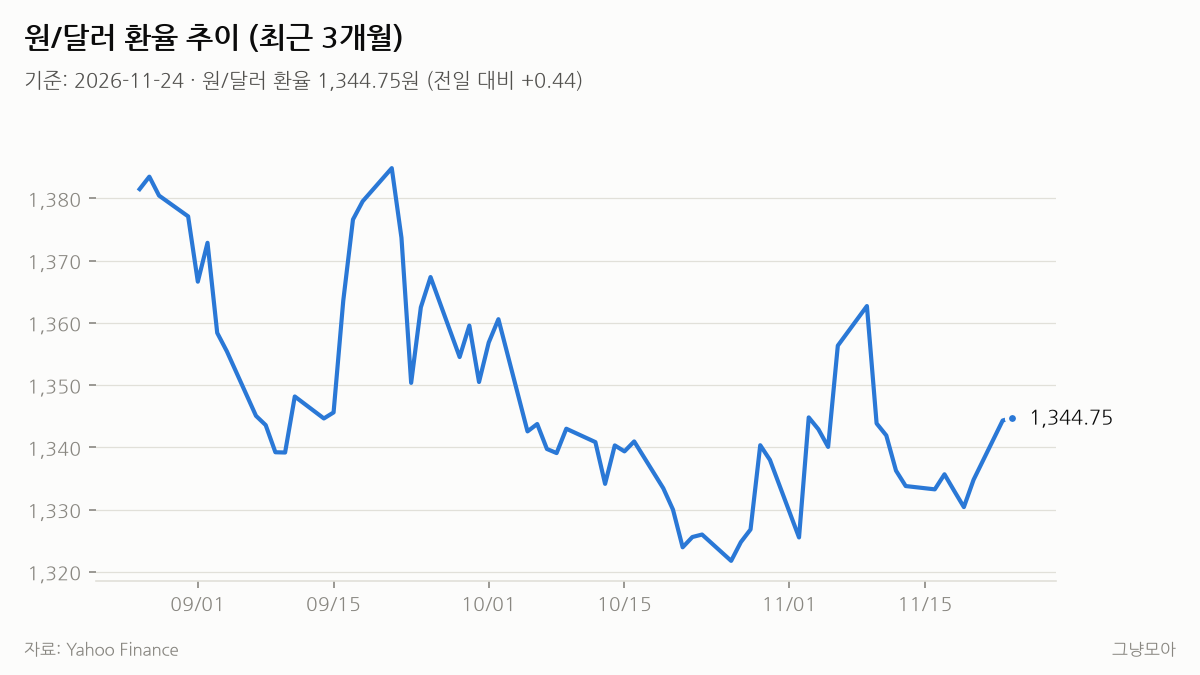 원/달러 환율 추이 (최근 3개월)
기준: 2026-11-24 · 원/달러 환율 1,344.75원 (전일 대비 +0.44)
1,380
1,370
1,360
1,350
1,340
1,330
1,320
1,344.75
09/01 09/15 10/01 10/15 11/01 11/15
자료: Yahoo Finance
그냥모아